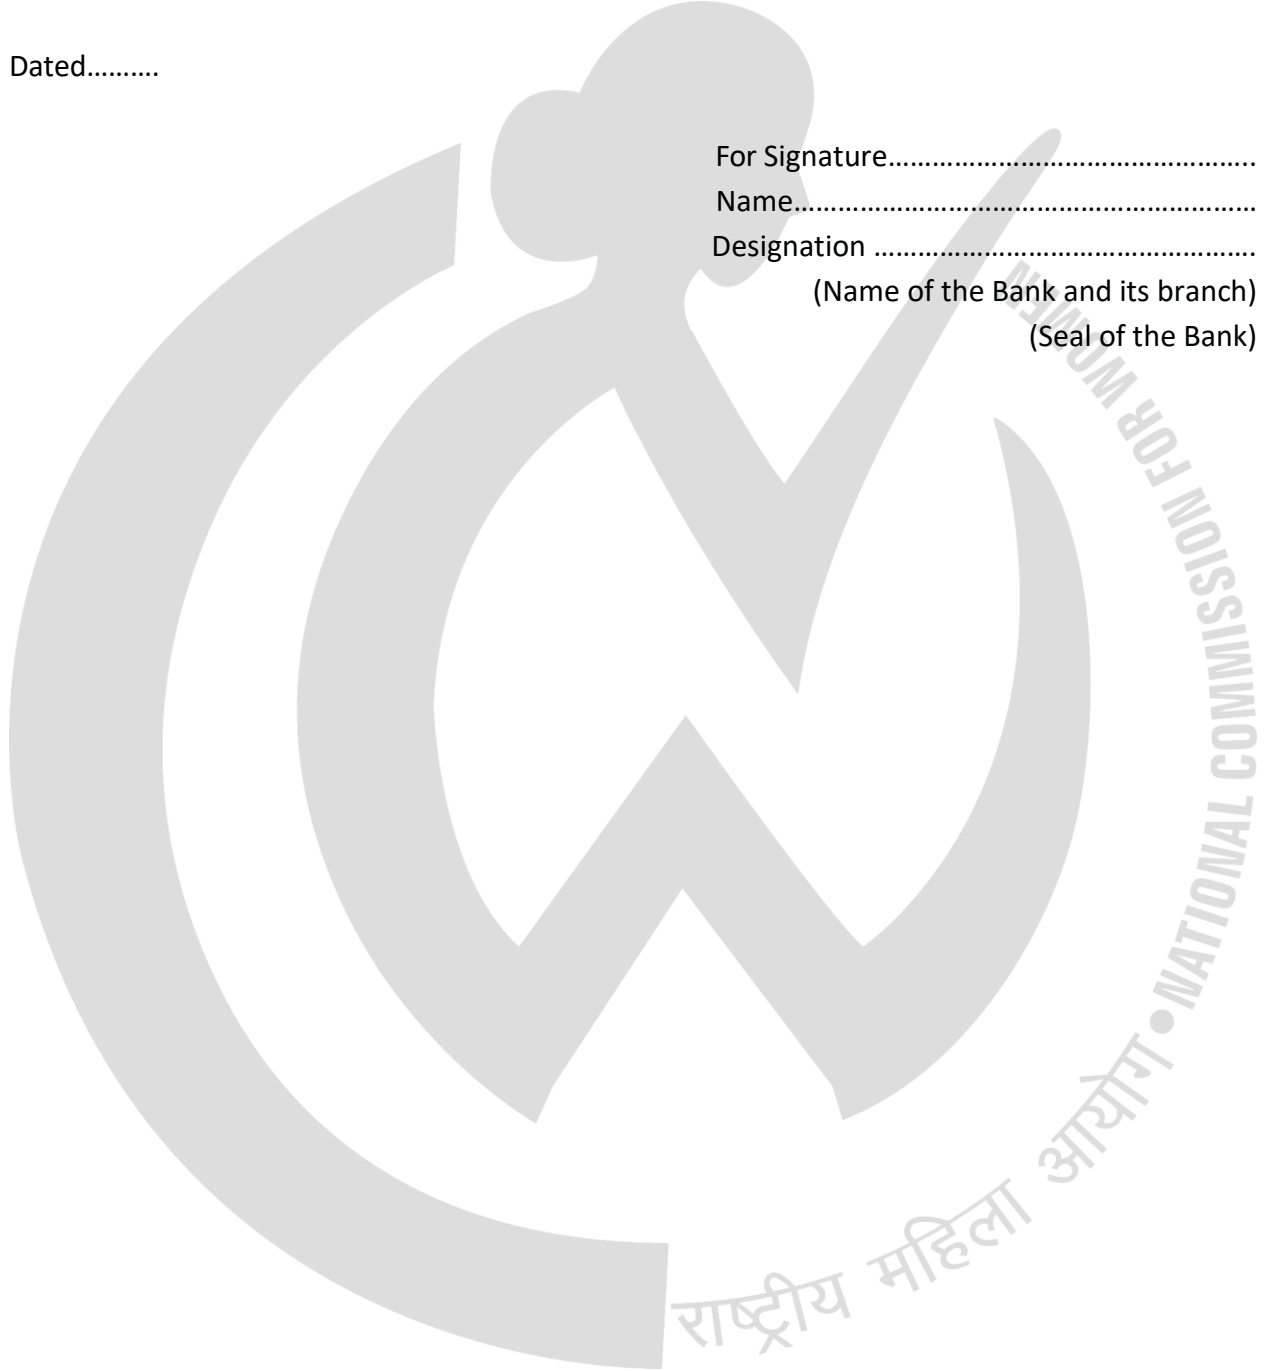 Dated……….
For Signature…………………………………………..
Name………………………………………………………
Designation …………………………………………….
(Name of the Bank and its branch)
(Seal of the Bank)
राष्ट्रीय महिला आयोग • NATIONAL COMMISSION FOR WOMEN